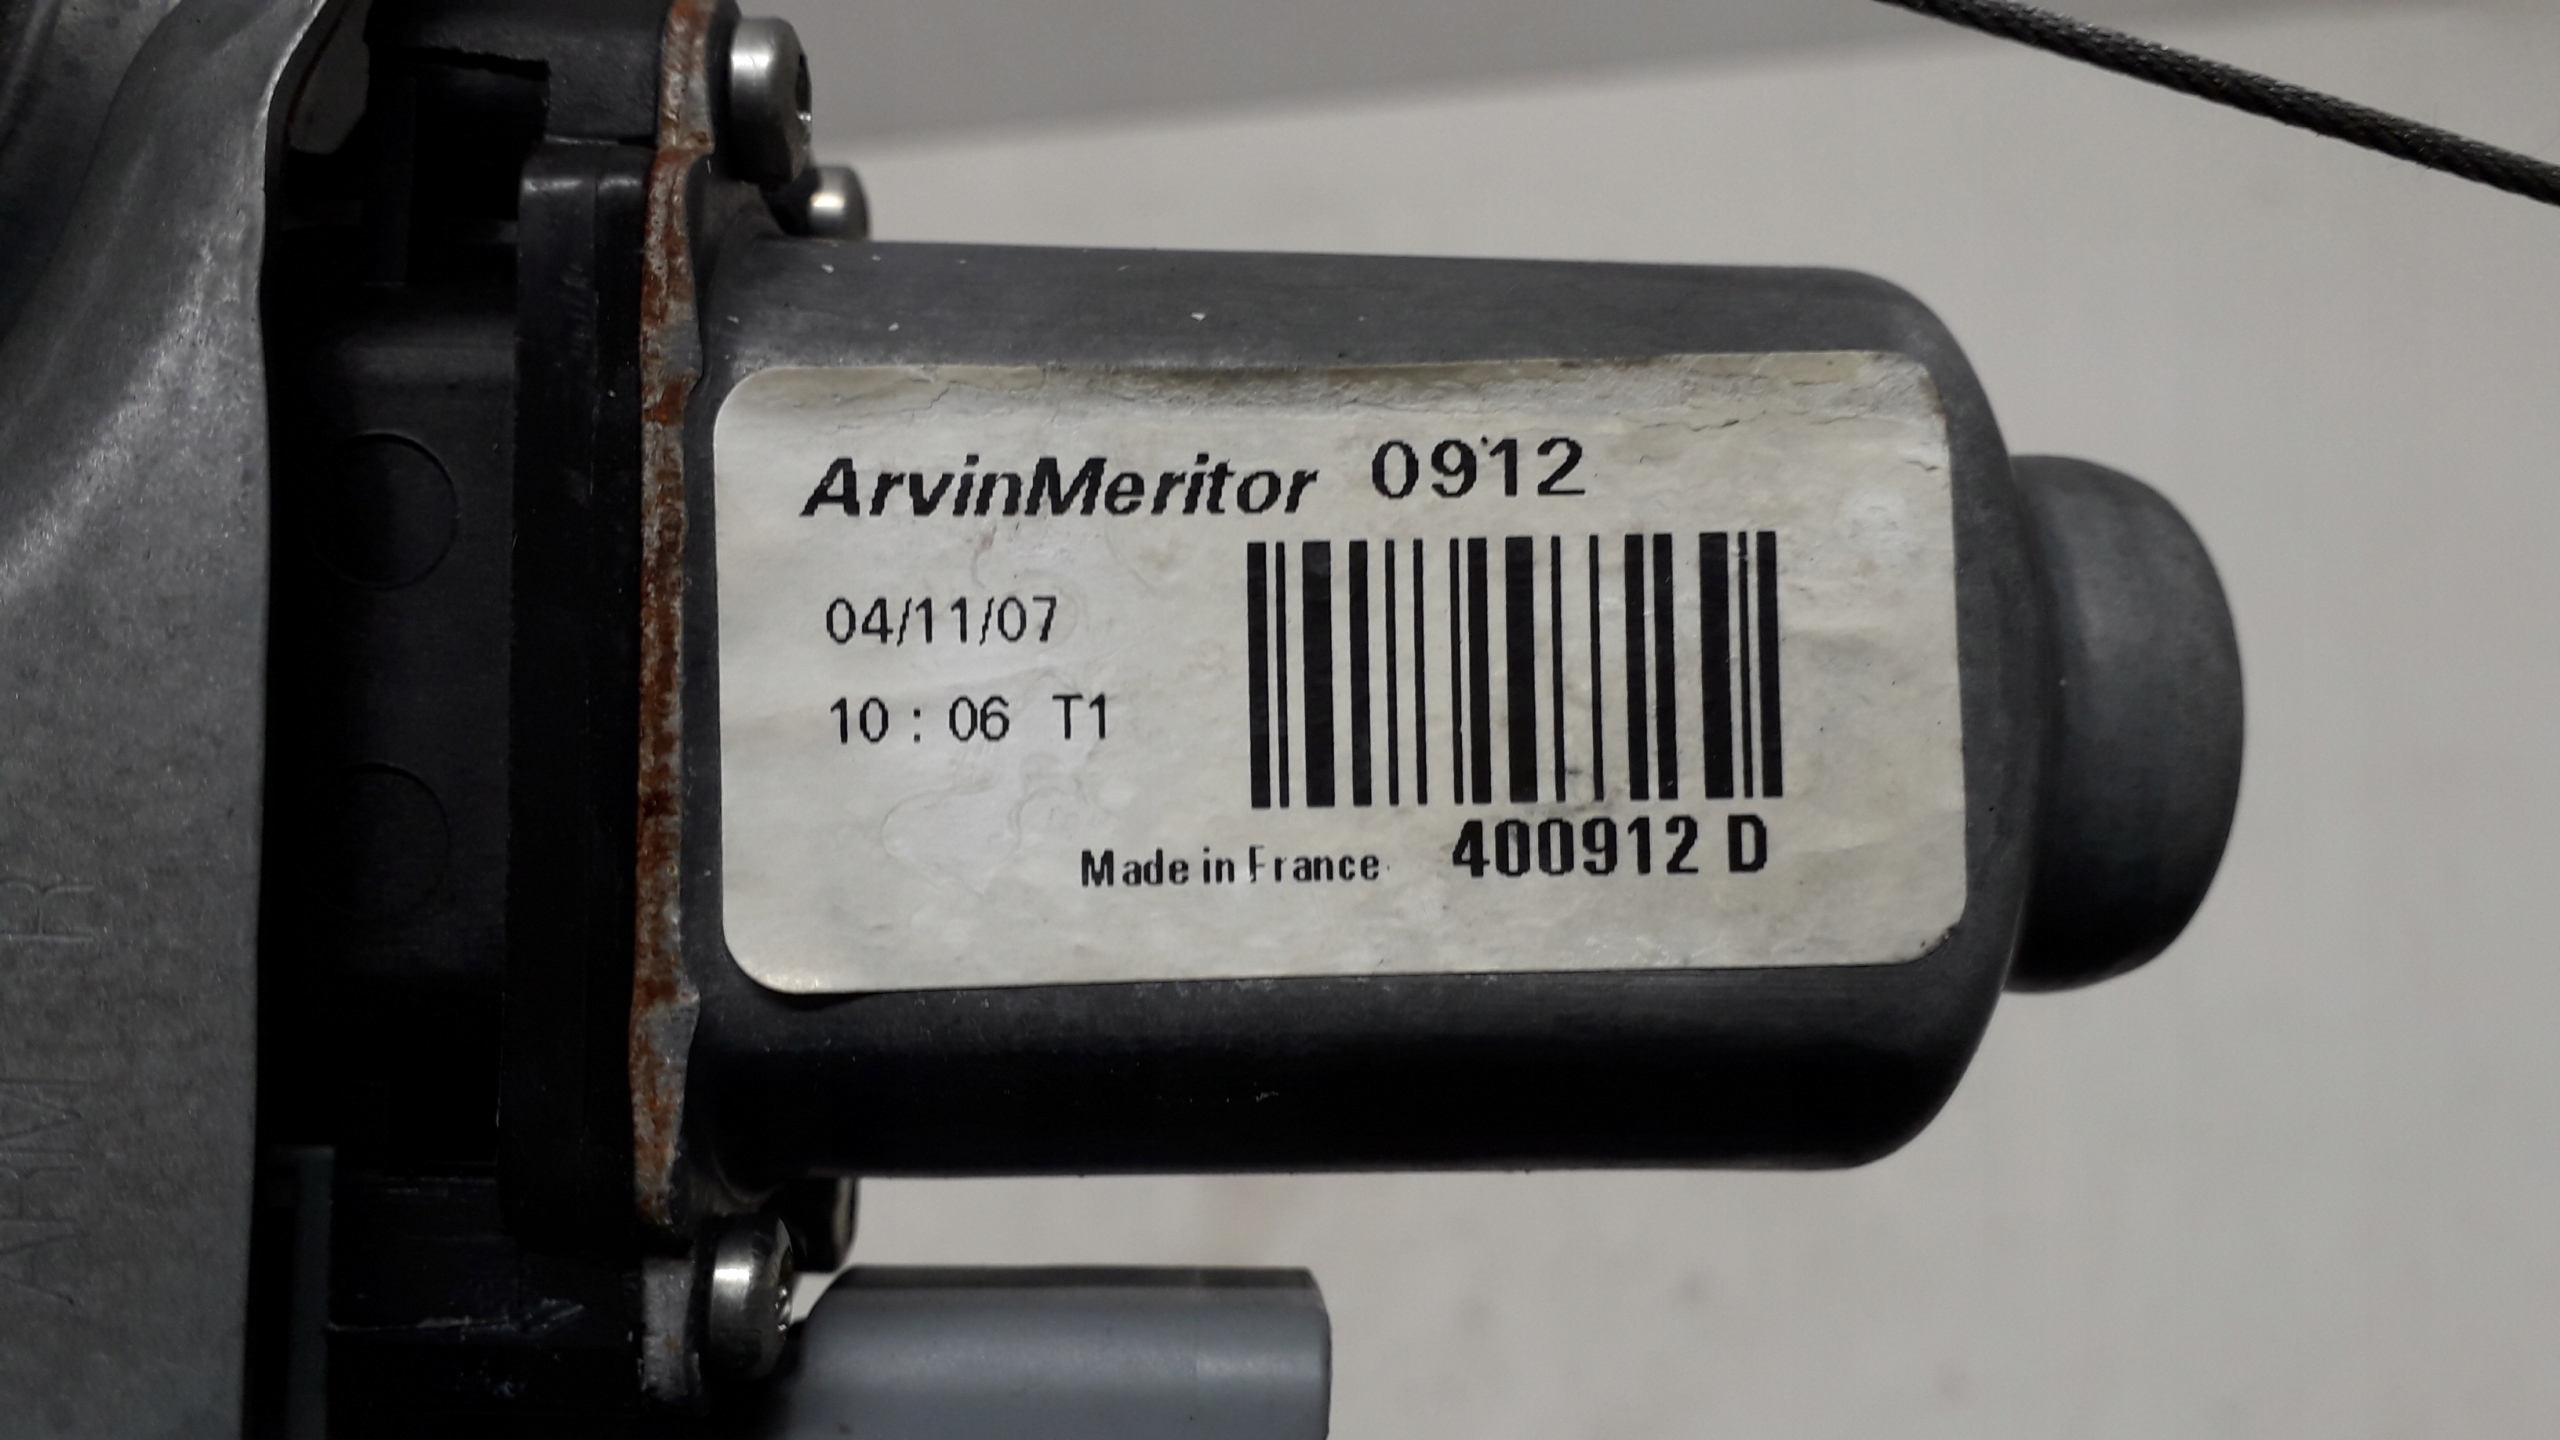 ArvinMeritor 0912
04/11/07
10 : 06 T1
Made in France 400912 D